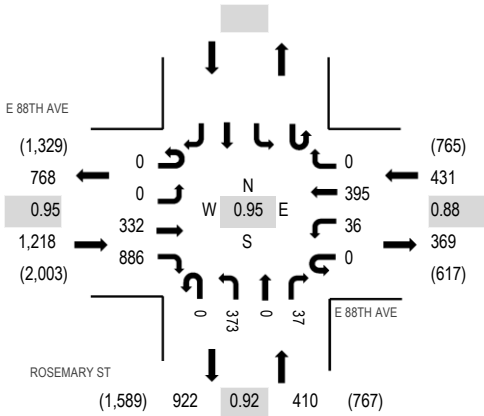 E 88TH AVE
(1,329)
(765)
768
0
0
431
0
N
395
0.95
W 0.95 E
0.88
332
36
1,218
S
369
886
0
(2,003)
(617)
0 373 0 37
E 88TH AVE
ROSEMARY ST
(1,589) 922 0.92 410 (767)